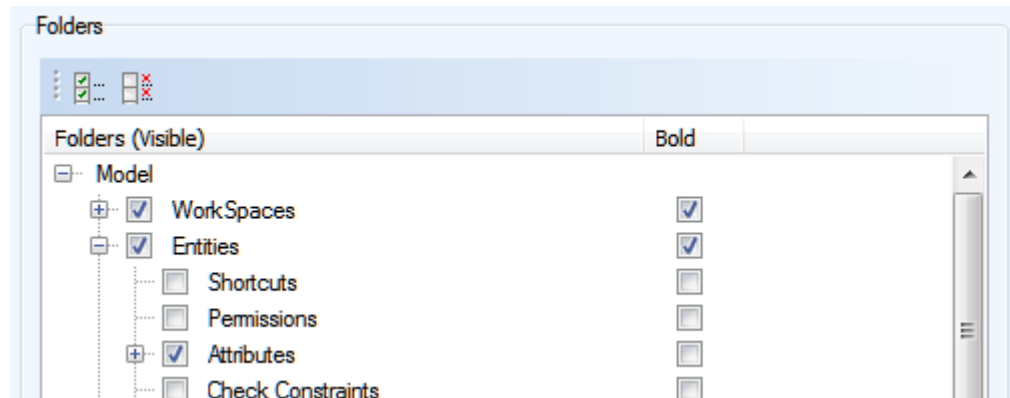 Folders
Folders (Visible) Bold
Model
WorkSpaces
Entities
Shortcuts
Permissions
Attributes
Check Constraints